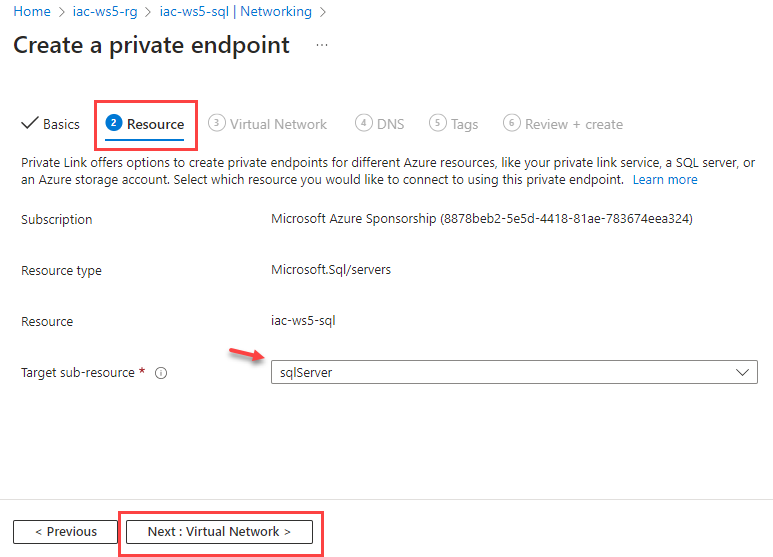 Home > iac-ws5-rg > iac-ws5-sql | Networking >
Create a private endpoint ...
Basics 2 Resource 3 Virtual Network 4 DNS 5 Tags 6 Review + create
Private Link offers options to create private endpoints for different Azure resources, like your private link service, a SQL server, or
an Azure storage account. Select which resource you would like to connect to using this private endpoint. Learn more
Subscription Microsoft Azure Sponsorship (8878beb2-5e5d-4418-81ae-783674eea324)
Resource type Microsoft.Sql/servers
Resource iac-ws5-sql
Target sub-resource * sqlServer
< Previous Next : Virtual Network >